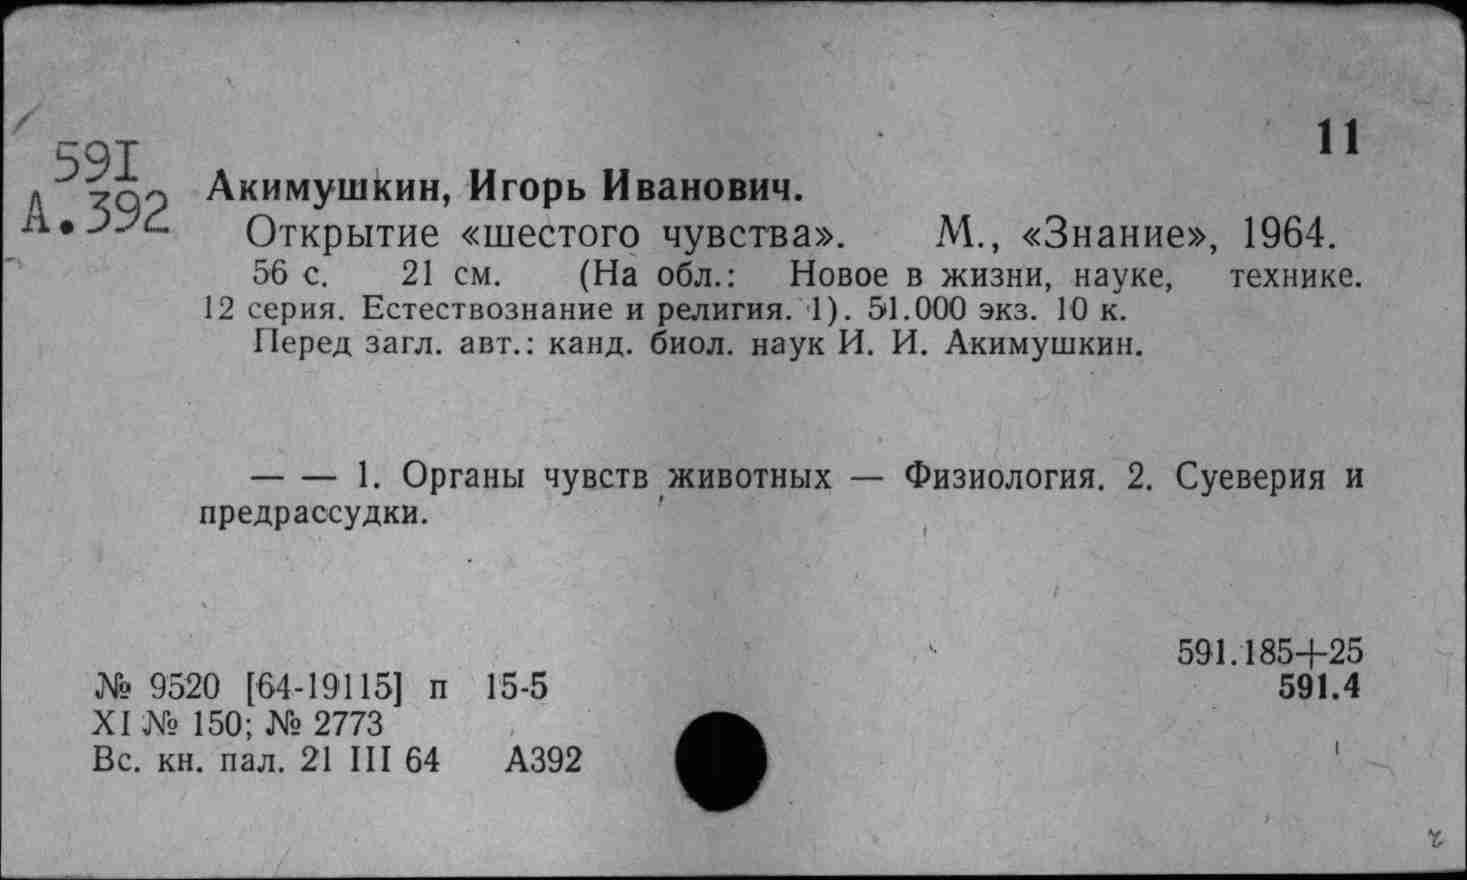 11
591
А.392
Акимушкин, Игорь Иванович.
Открытие «шестого чувства». М., «Знание», 1964.
56 с. 21 см. (На обл.: Новое в жизни, науке, технике.
12 серия. Естествознание и религия. 1). 51.000 экз. 10 к.
Перед загл. авт.: канд. биол. наук И. И. Акимушкин.
— — 1. Органы чувств животных — Физиология. 2. Суеверия и
предрассудки.
591.185+25
№ 9520 [64-19115] п 15-5 591.4
XI № 150; № 2773
Вс. кн. пал. 21 III 64 А392